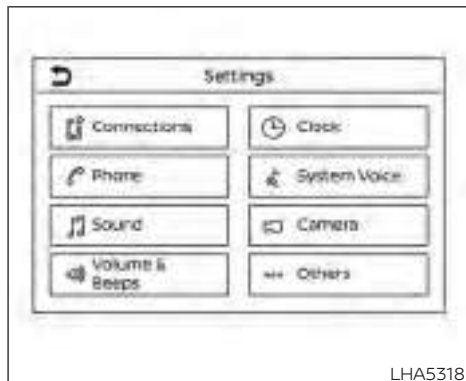 Settings
Connections
Clock
Phone
System Voice
Sound
Camera
Volume &
Beeps
Others
LHA5318